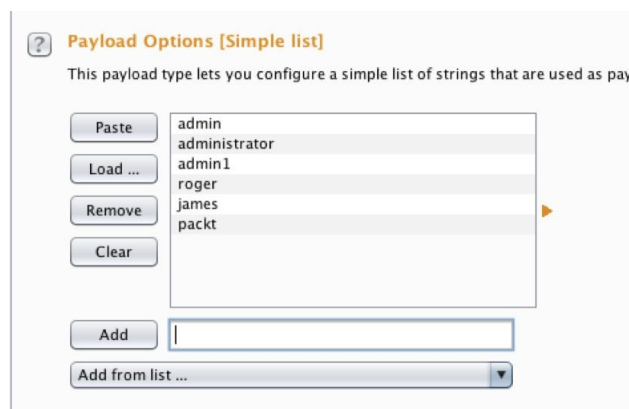 ?
Payload Options [Simple list]
This payload type lets you configure a simple list of strings that are used as pay
Paste
Load ...
Remove
Clear
admin
administrator
admin1
roger
james
packt
Add
Add from list ...